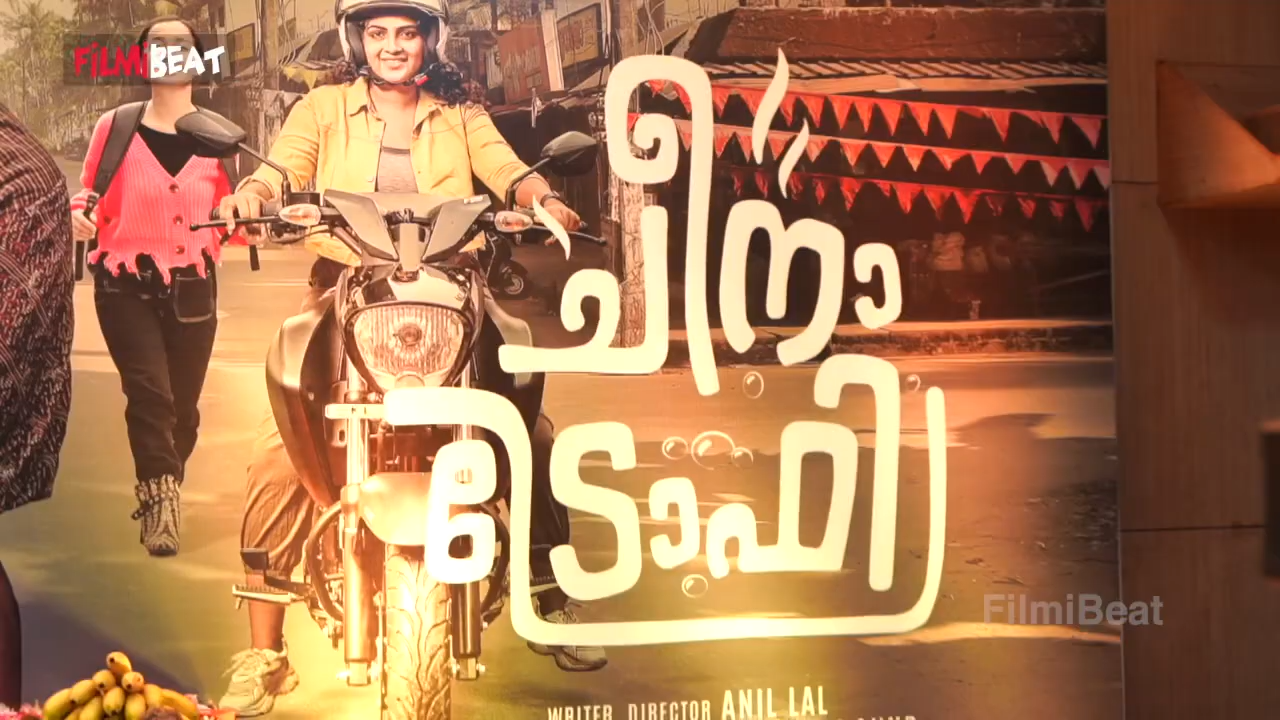 FiLMiBEAT
ചീനാ
ടോഫി
FilmiBeat
WRITER DIRECTOR ANIL LAL